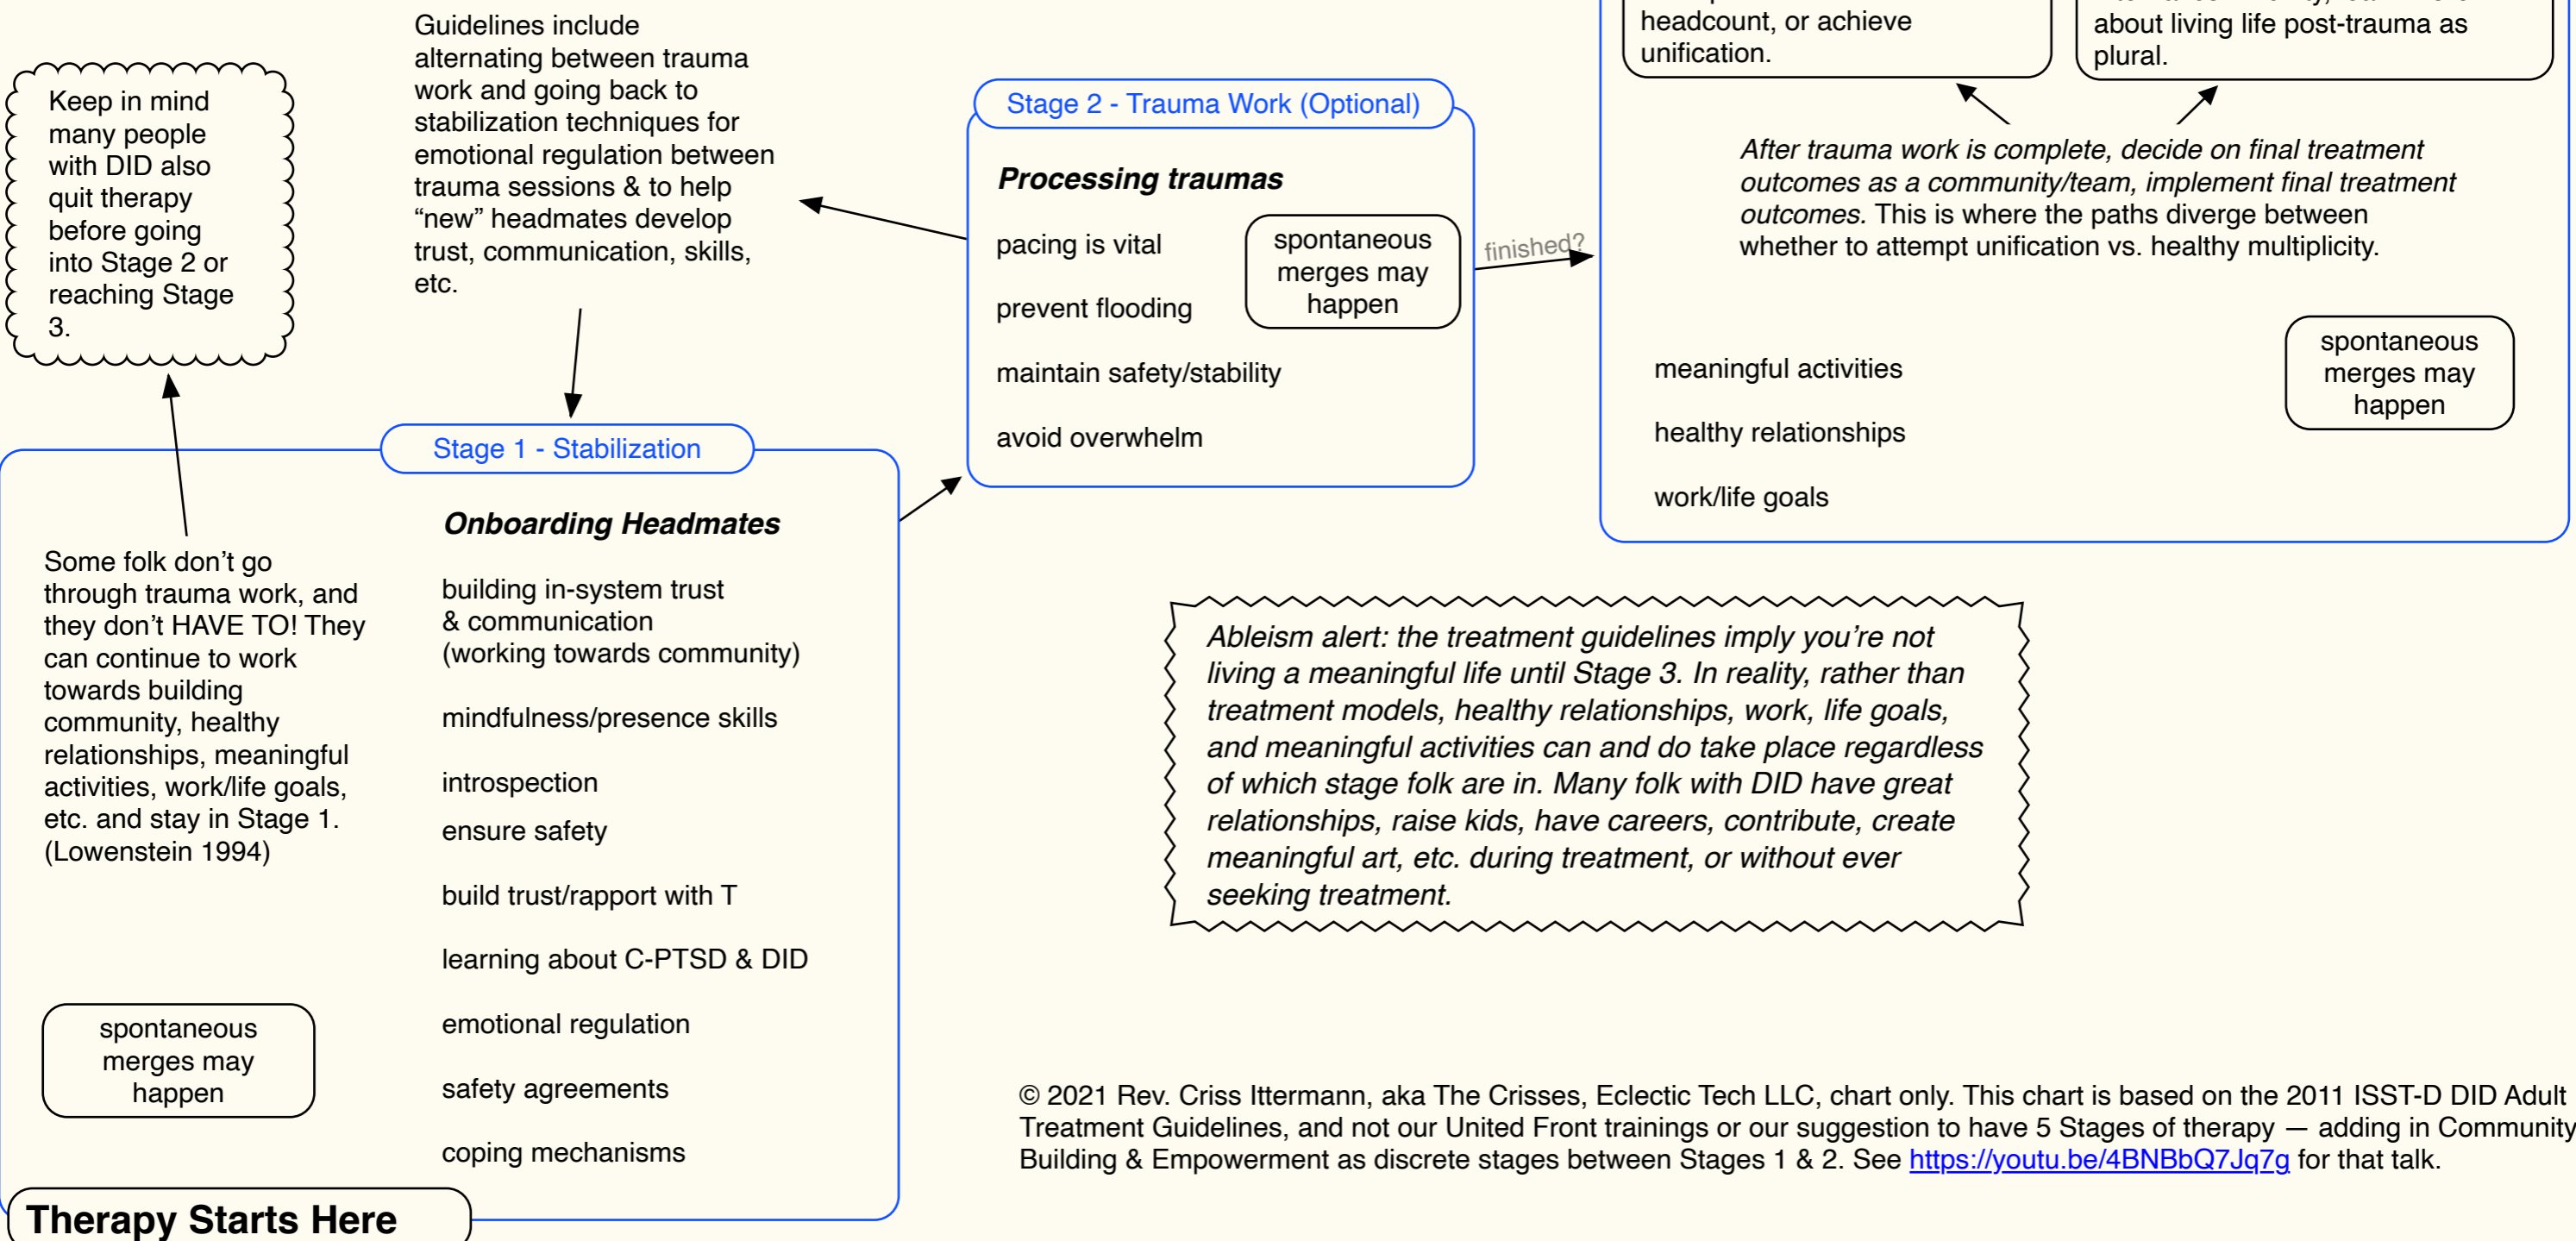 Guidelines include
alternating between trauma
work and going back to
stabilization techniques for
emotional regulation between
trauma sessions & to help
“new” headmates develop
trust, communication, skills,
etc.
Keep in mind
many people
with DID also
quit therapy
before going
into Stage 2 or
reaching Stage
3.
Stage 2 - Trauma Work (Optional)
Processing traumas
pacing is vital
prevent flooding
maintain safety/stability
avoid overwhelm
spontaneous
merges may
happen
finished?
headcount, or achieve
unification.
about living life post-trauma as
plural.
After trauma work is complete, decide on final treatment
outcomes as a community/team, implement final treatment
outcomes. This is where the paths diverge between
whether to attempt unification vs. healthy multiplicity.
meaningful activities
healthy relationships
work/life goals
spontaneous
merges may
happen
Stage 1 - Stabilization
Some folk don’t go
through trauma work, and
they don’t HAVE TO! They
can continue to work
towards building
community, healthy
relationships, meaningful
activities, work/life goals,
etc. and stay in Stage 1.
(Lowenstein 1994)
spontaneous
merges may
happen
Onboarding Headmates
building in-system trust
& communication
(working towards community)
mindfulness/presence skills
introspection
ensure safety
build trust/rapport with T
learning about C-PTSD & DID
emotional regulation
safety agreements
coping mechanisms
Therapy Starts Here
Ableism alert: the treatment guidelines imply you’re not
living a meaningful life until Stage 3. In reality, rather than
treatment models, healthy relationships, work, life goals,
and meaningful activities can and do take place regardless
of which stage folk are in. Many folk with DID have great
relationships, raise kids, have careers, contribute, create
meaningful art, etc. during treatment, or without ever
seeking treatment.
© 2021 Rev. Criss Ittermann, aka The Crisses, Eclectic Tech LLC, chart only. This chart is based on the 2011 ISST-D DID Adult
Treatment Guidelines, and not our United Front trainings or our suggestion to have 5 Stages of therapy — adding in Community
Building & Empowerment as discrete stages between Stages 1 & 2. See https://youtu.be/4BNBbQ7Jq7g for that talk.